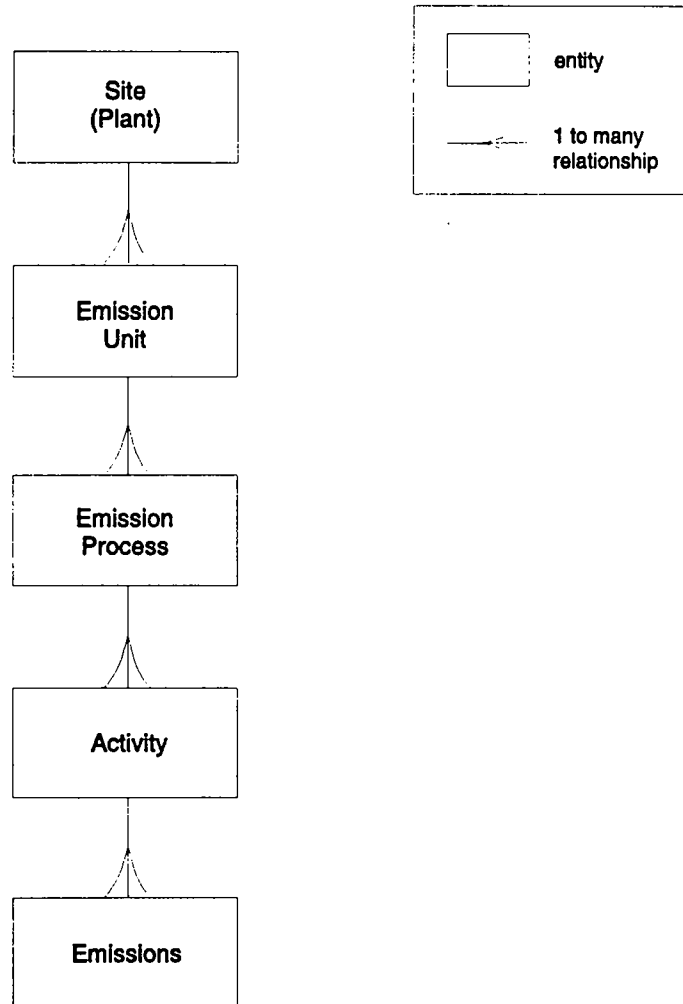 Site
(Plant)
entity
1 to many
relationship
Emission
Unit
Emission
Process
Activity
Emissions